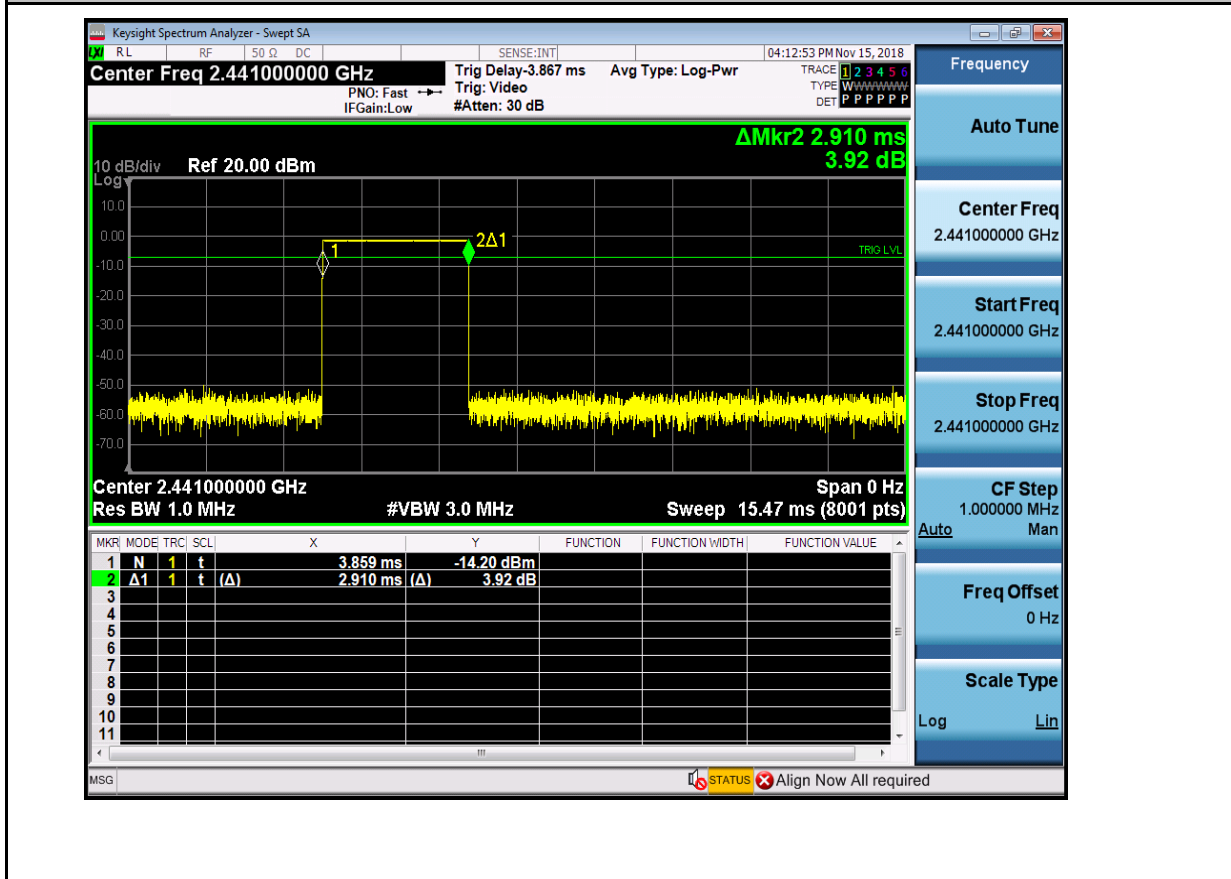 Keysight Spectrum Analyzer - Swept SA
LXI RL RF 50 Ω DC SENSE:INT 04:12:53 PM Nov 15, 2018
Center Freq 2.441000000 GHz
PNO: Fast
IFGain:Low
Trig Delay-3.867 ms
Trig: Video
#Atten: 30 dB
Avg Type: Log-Pwr
TRACE 1 2 3 4 5 6
TYPE WWWWWW
DET P P P P P P
ΔMkr2 2.910 ms
3.92 dB
10 dB/div Ref 20.00 dBm
Log
10.0
0.00
-10.0
-20.0
-30.0
-40.0
-50.0
-60.0
-70.0
1
2Δ1
TRIG LVL
Center 2.441000000 GHz Span 0 Hz
Res BW 1.0 MHz #VBW 3.0 MHz Sweep 15.47 ms (8001 pts)
MKR MODE TRC SCL X Y FUNCTION FUNCTION WIDTH FUNCTION VALUE
1 N 1 t 3.859 ms -14.20 dBm
2 Δ1 1 t (Δ) 2.910 ms (Δ) 3.92 dB
3
4
5
6
7
8
9
10
11
MSG STATUS Align Now All required
Frequency
Auto Tune
Center Freq
2.441000000 GHz
Start Freq
2.441000000 GHz
Stop Freq
2.441000000 GHz
CF Step
1.000000 MHz
Auto Man
Freq Offset
0 Hz
Scale Type
Log Lin